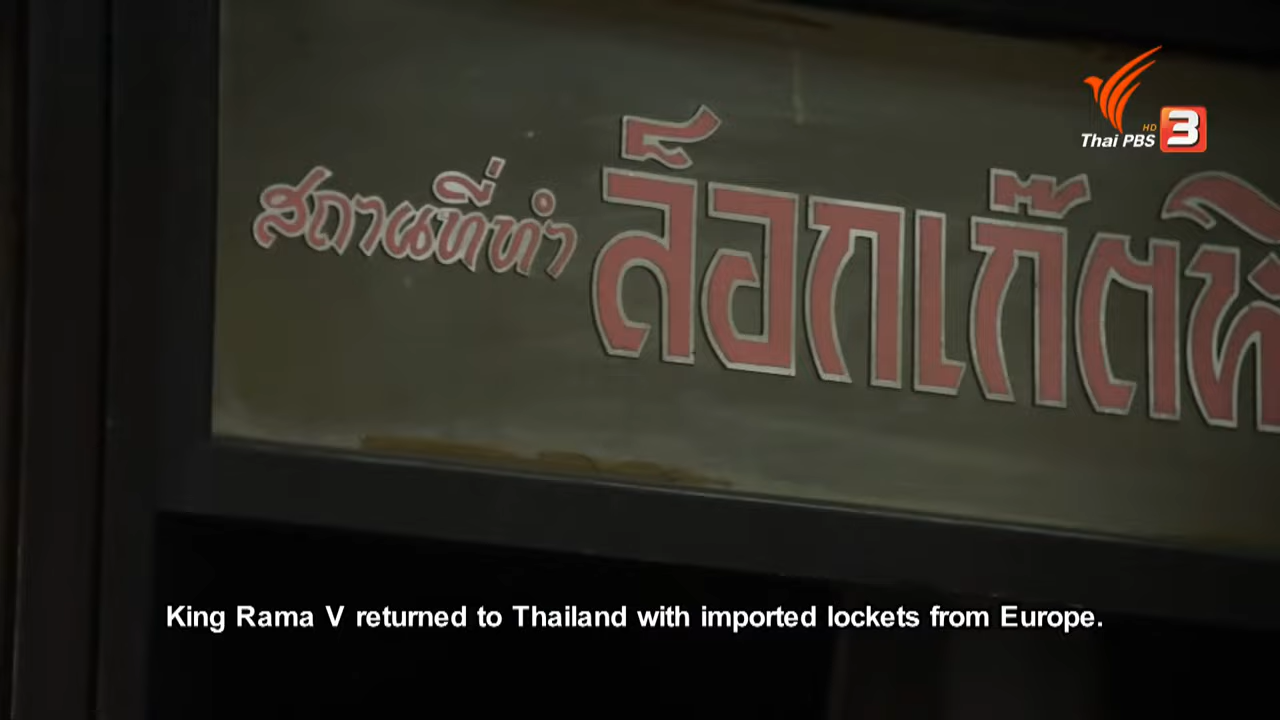 HD
Thai PBS 3
สถานที่ทำ ล็อกเก๊ตหิ
King Rama V returned to Thailand with imported lockets from Europe.